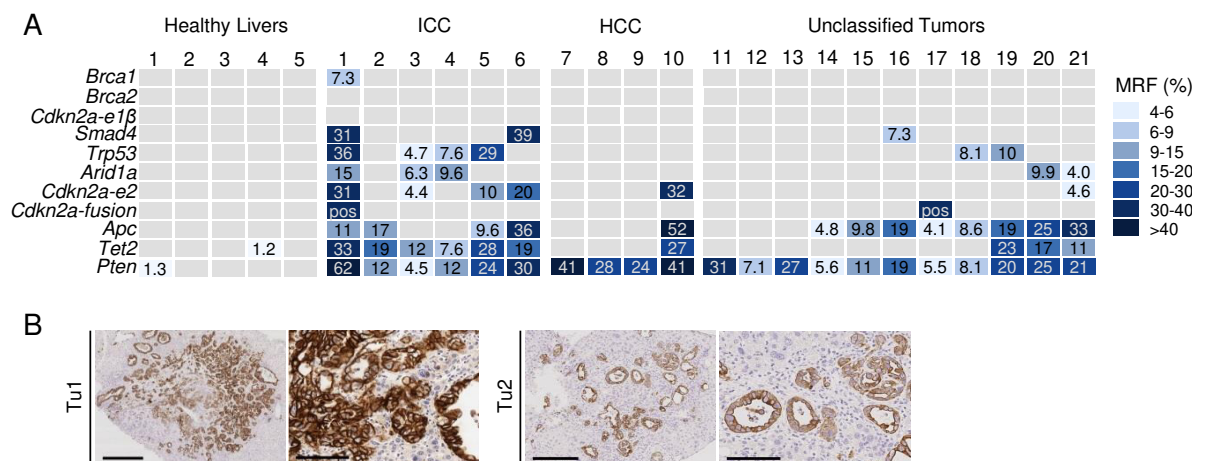 A
Healthy Livers ICC HCC Unclassified Tumors
1 2 3 4 5 1 2 3 4 5 6 7 8 9 10 11 12 13 14 15 16 17 18 19 20 21
Brca1 7.3
Brca2
Cdkn2a-e1β
Smad4 31 39 7.3
Trp53 36 4.7 7.6 29 8.1 10
Arid1a 15 6.3 9.6 9.9 4.0
Cdkn2a-e2 31 4.4 10 20 32 4.6
Cdkn2a-fusion pos pos
Apc 11 17 9.6 36 52 4.8 9.8 19 4.1 8.6 19 25 33
Tet2 1.2 33 19 12 7.6 28 19 27 23 17 11
Pten 1.3 62 12 4.5 12 24 30 41 28 24 41 31 7.1 27 5.6 11 19 5.5 8.1 20 25 21
MRF (%)
4-6
6-9
9-15
15-20
20-30
30-40
>40
B
Tu1
Tu2